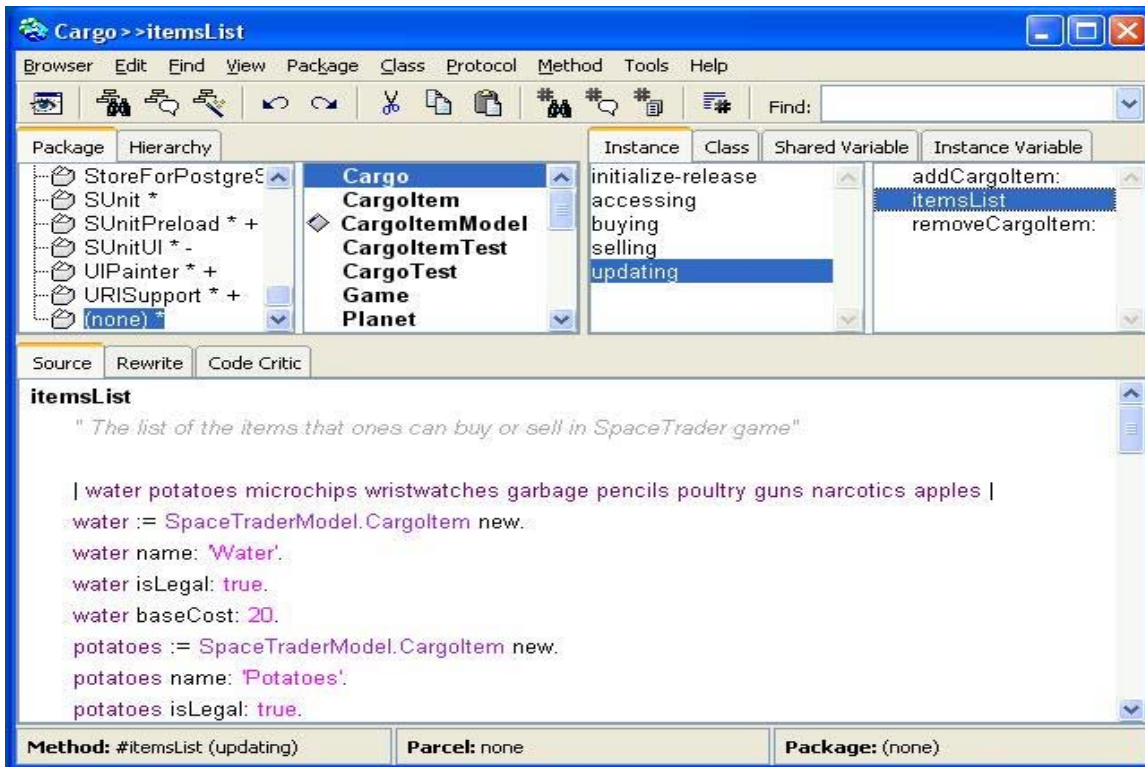 Cargo>>itemsList
Browser Edit Find View Package Class Protocol Method Tools Help
Find:
Package Hierarchy
Instance Class Shared Variable Instance Variable
StoreForPostgreS
SUnit *
SUnitPreload * +
SUnitUI * -
UIPainter * +
URISupport * +
(none) *
Cargo
CargoItem
CargoItemModel
CargoItemTest
CargoTest
Game
Planet
initialize-release
accessing
buying
selling
updating
addCargoItem:
itemsList
removeCargoItem:
Source Rewrite Code Critic
itemsList
" The list of the items that ones can buy or sell in SpaceTrader game"
| water potatoes microchips wristwatches garbage pencils poultry guns narcotics apples |
water := SpaceTraderModel.CargoItem new.
water name: 'Water'.
water isLegal: true.
water baseCost: 20.
potatoes := SpaceTraderModel.CargoItem new.
potatoes name: 'Potatoes'.
potatoes isLegal: true.
Method: #itemsList (updating) Parcel: none Package: (none)